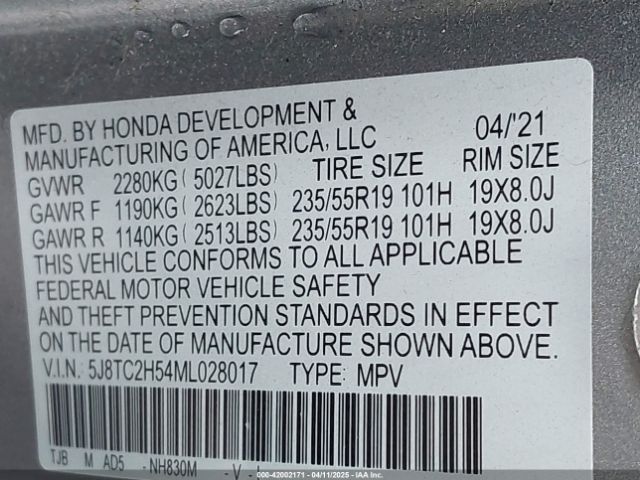 MFD. BY HONDA DEVELOPMENT &
MANUFACTURING OF AMERICA, LLC 04/'21
GVWR 2280KG(5027LBS) TIRE SIZE RIM SIZE
GAWR F 1190KG(2623LBS) 235/55R19 101H 19X8.0J
GAWR R 1140KG(2513LBS) 235/55R19 101H 19X8.0J
THIS VEHICLE CONFORMS TO ALL APPLICABLE
FEDERAL MOTOR VEHICLE SAFETY
AND THEFT PREVENTION STANDARDS IN EFFECT
ON THE DATE OF MANUFACTURE SHOWN ABOVE.
V.I.N. 5J8TC2H54ML028017 TYPE: MPV
TJB M AD5 -NH830M -V-
000-42002171 - 04/11/2025 - IAA Inc.